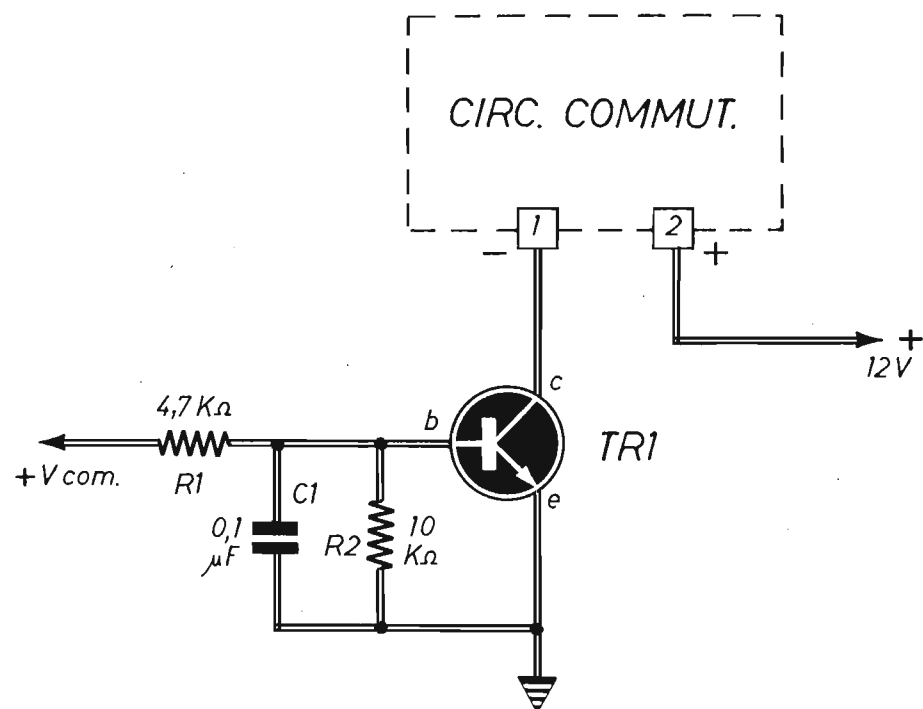 CIRC. COMMUT.
1
2
−
+
+
12V
c
4,7 KΩ
b
TR1
+V com.
R1
C1
e
0,1
µF
R2
10
KΩ